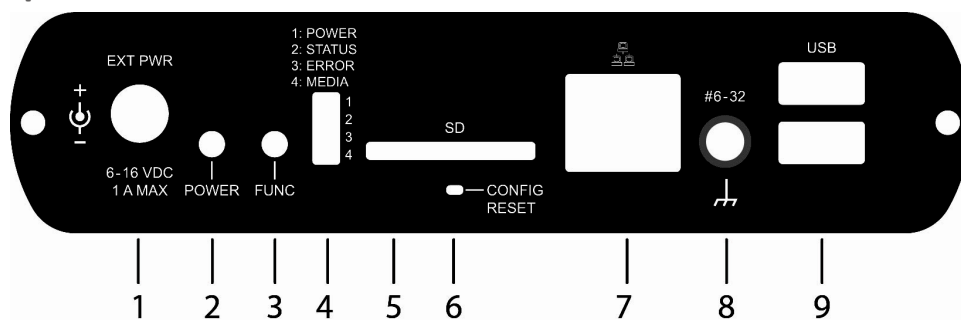 EXT PWR
+
-
6-16 VDC
1 A MAX
POWER
FUNC
1: POWER
2: STATUS
3: ERROR
4: MEDIA
1
2
3
4
SD
CONFIG
RESET
#6-32
USB
1 2 3 4 5 6 7 8 9